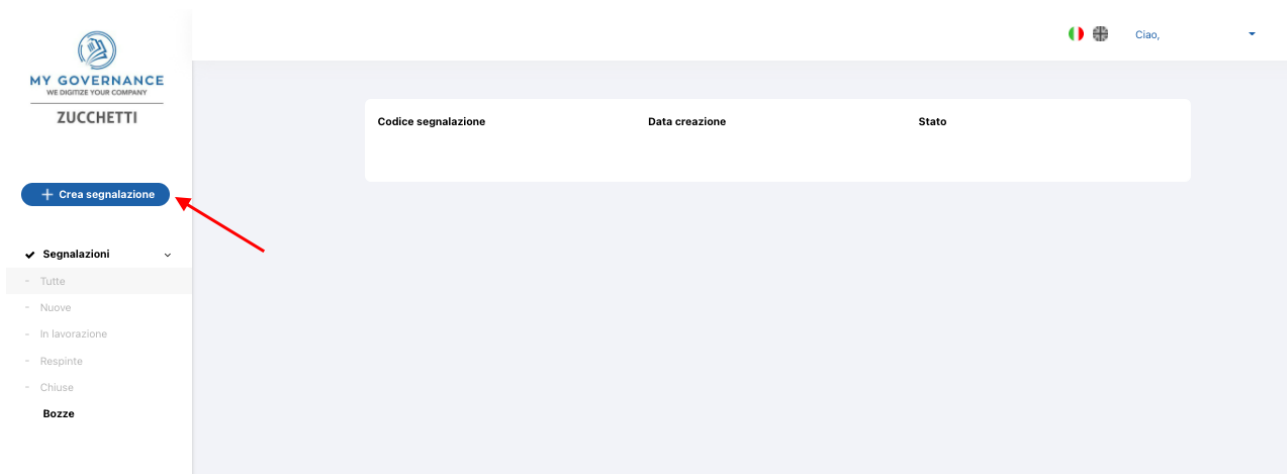 Ciao,
MY GOVERNANCE
WE DIGITIZE YOUR COMPANY
ZUCCHETTI
Codice segnalazione Data creazione Stato
+ Crea segnalazione
Segnalazioni
- Tutte
- Nuove
- In lavorazione
- Respinte
- Chiuse
Bozze